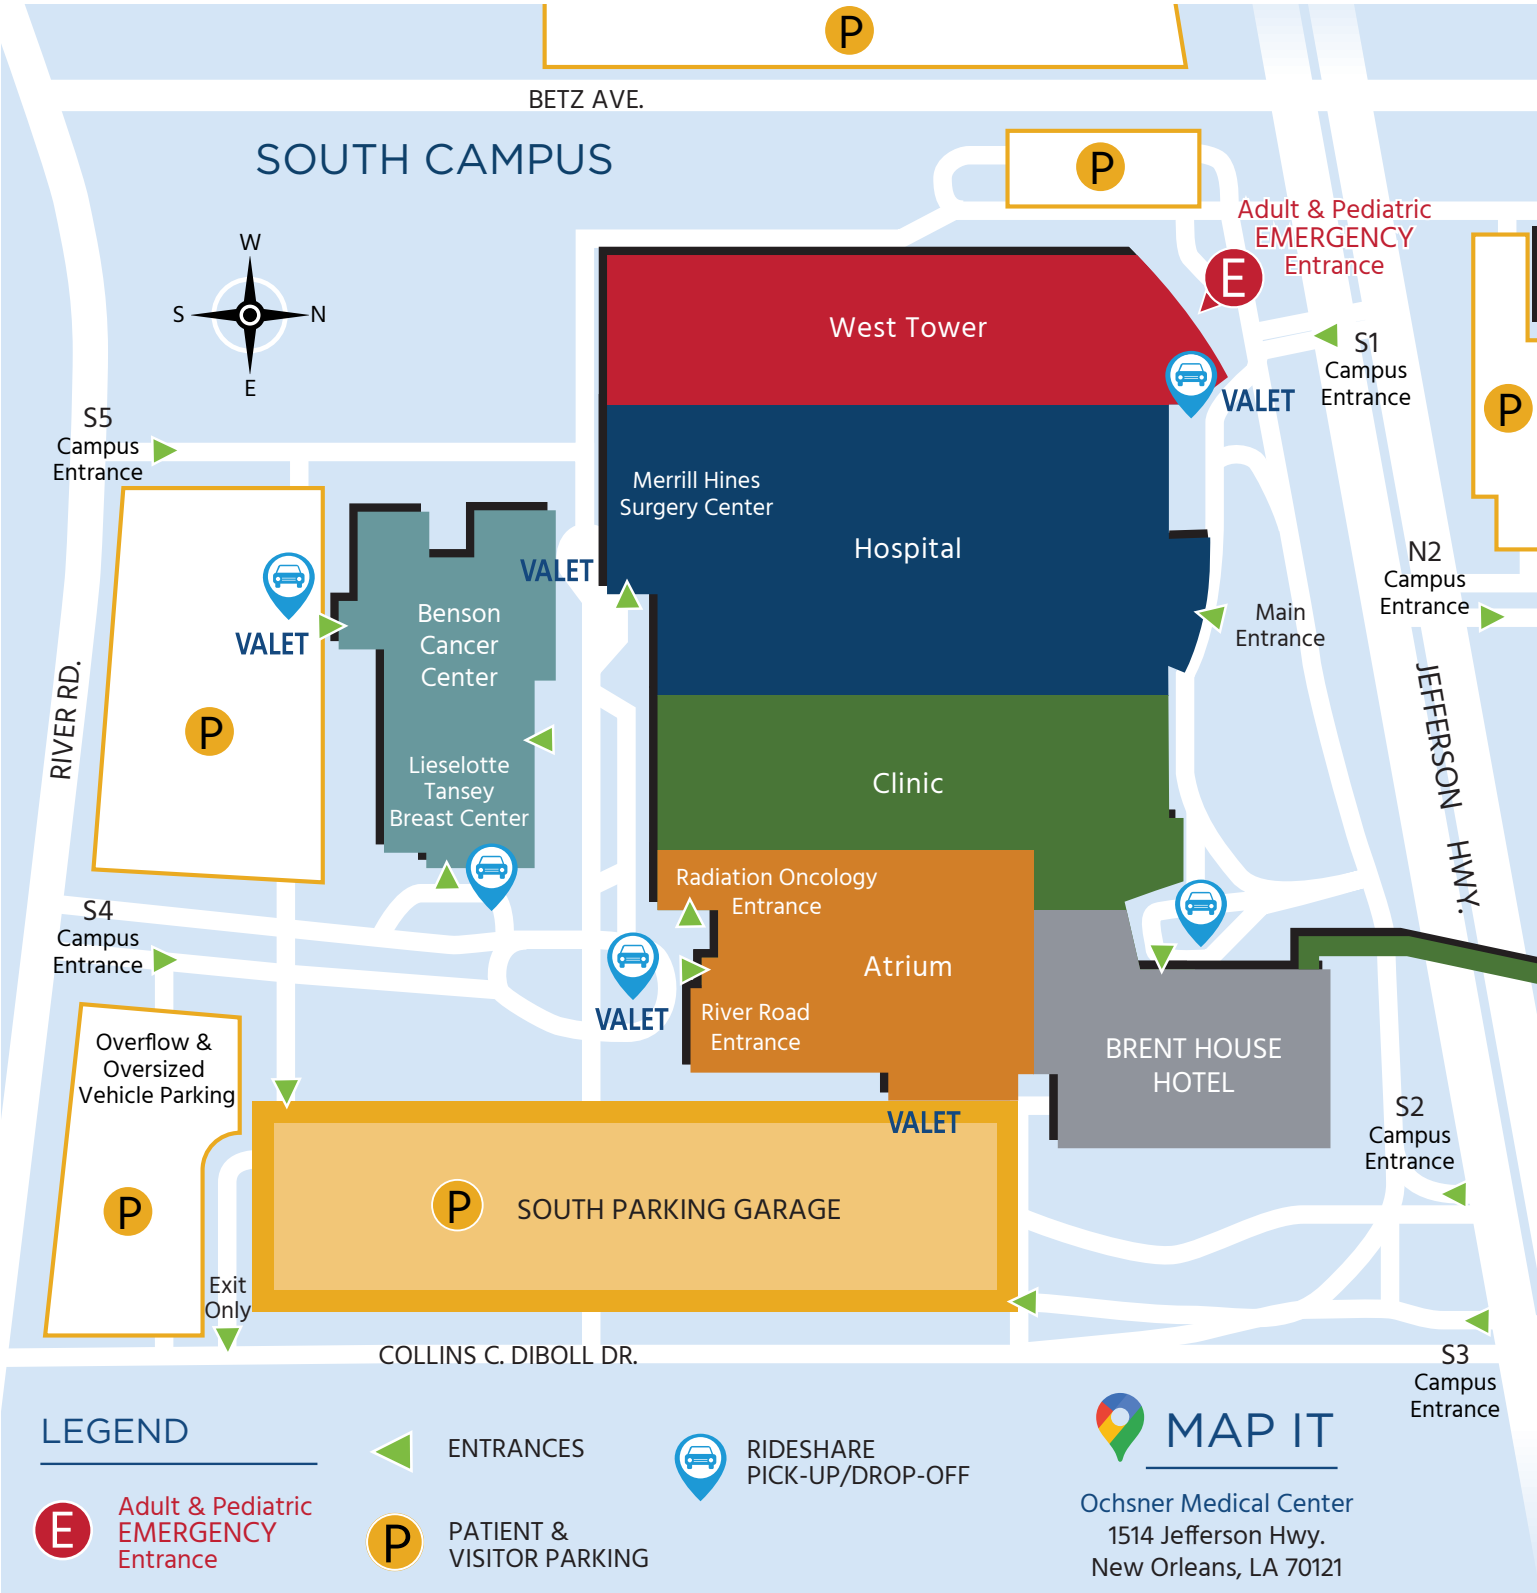 P
BETZ AVE.
SOUTH CAMPUS
P
Adult & Pediatric
EMERGENCY
Entrance
E
W
S
N
E
West Tower
S1
Campus
Entrance
VALET
P
S5
Campus
Entrance
Merrill Hines
Surgery Center
Hospital
VALET
N2
Campus
Entrance
Main
Entrance
VALET
Benson
Cancer
Center
RIVER RD.
P
JEFFERSON HWY.
Lieselotte
Tansey
Breast Center
Clinic
Radiation Oncology
Entrance
S4
Campus
Entrance
Atrium
VALET
River Road
Entrance
Overflow &
Oversized
Vehicle Parking
BRENT HOUSE
HOTEL
VALET
S2
Campus
Entrance
P
P
SOUTH PARKING GARAGE
Exit
Only
COLLINS C. DIBOLL DR.
S3
Campus
Entrance
LEGEND
E
Adult & Pediatric
EMERGENCY
Entrance
ENTRANCES
P
PATIENT &
VISITOR PARKING
RIDESHARE
PICK-UP/DROP-OFF
MAP IT
Ochsner Medical Center
1514 Jefferson Hwy.
New Orleans, LA 70121